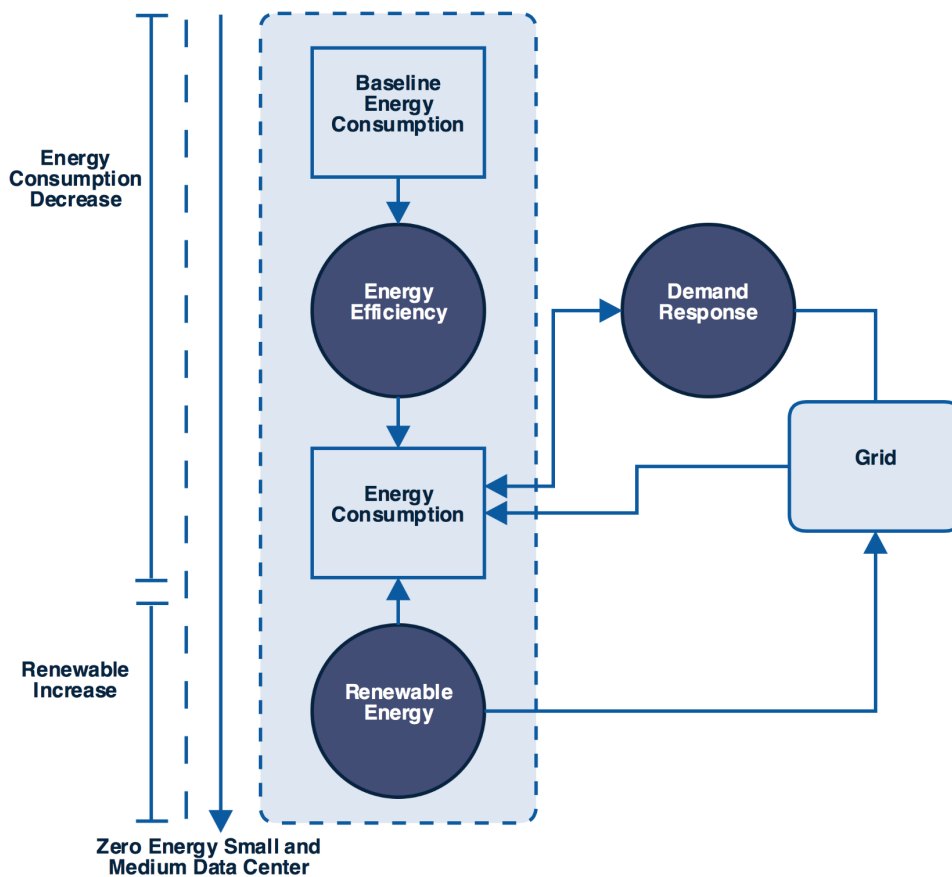 Baseline
Energy
Consumption
Energy
Consumption
Decrease
Energy
Efficiency
Demand
Response
Grid
Energy
Consumption
Renewable
Increase
Renewable
Energy
Zero Energy Small and
Medium Data Center